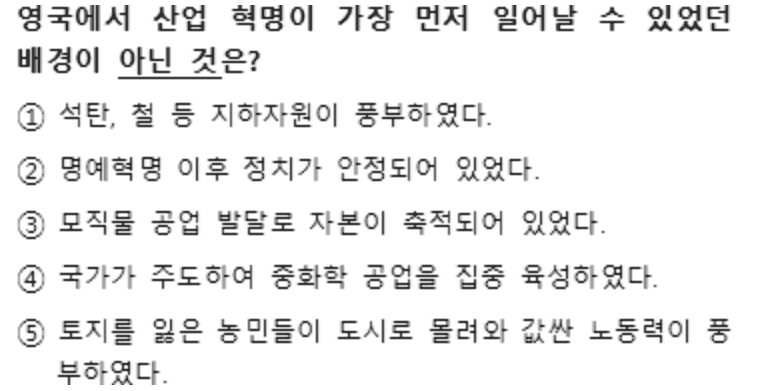 영국에서 산업 혁명이 가장 먼저 일어날 수 있었던
배경이 아닌 것은?
① 석탄, 철 등 지하자원이 풍부하였다.
② 명예혁명 이후 정치가 안정되어 있었다.
③ 모직물 공업 발달로 자본이 축적되어 있었다.
④ 국가가 주도하여 중화학 공업을 집중 육성하였다.
⑤ 토지를 잃은 농민들이 도시로 몰려와 값싼 노동력이 풍
부하였다.